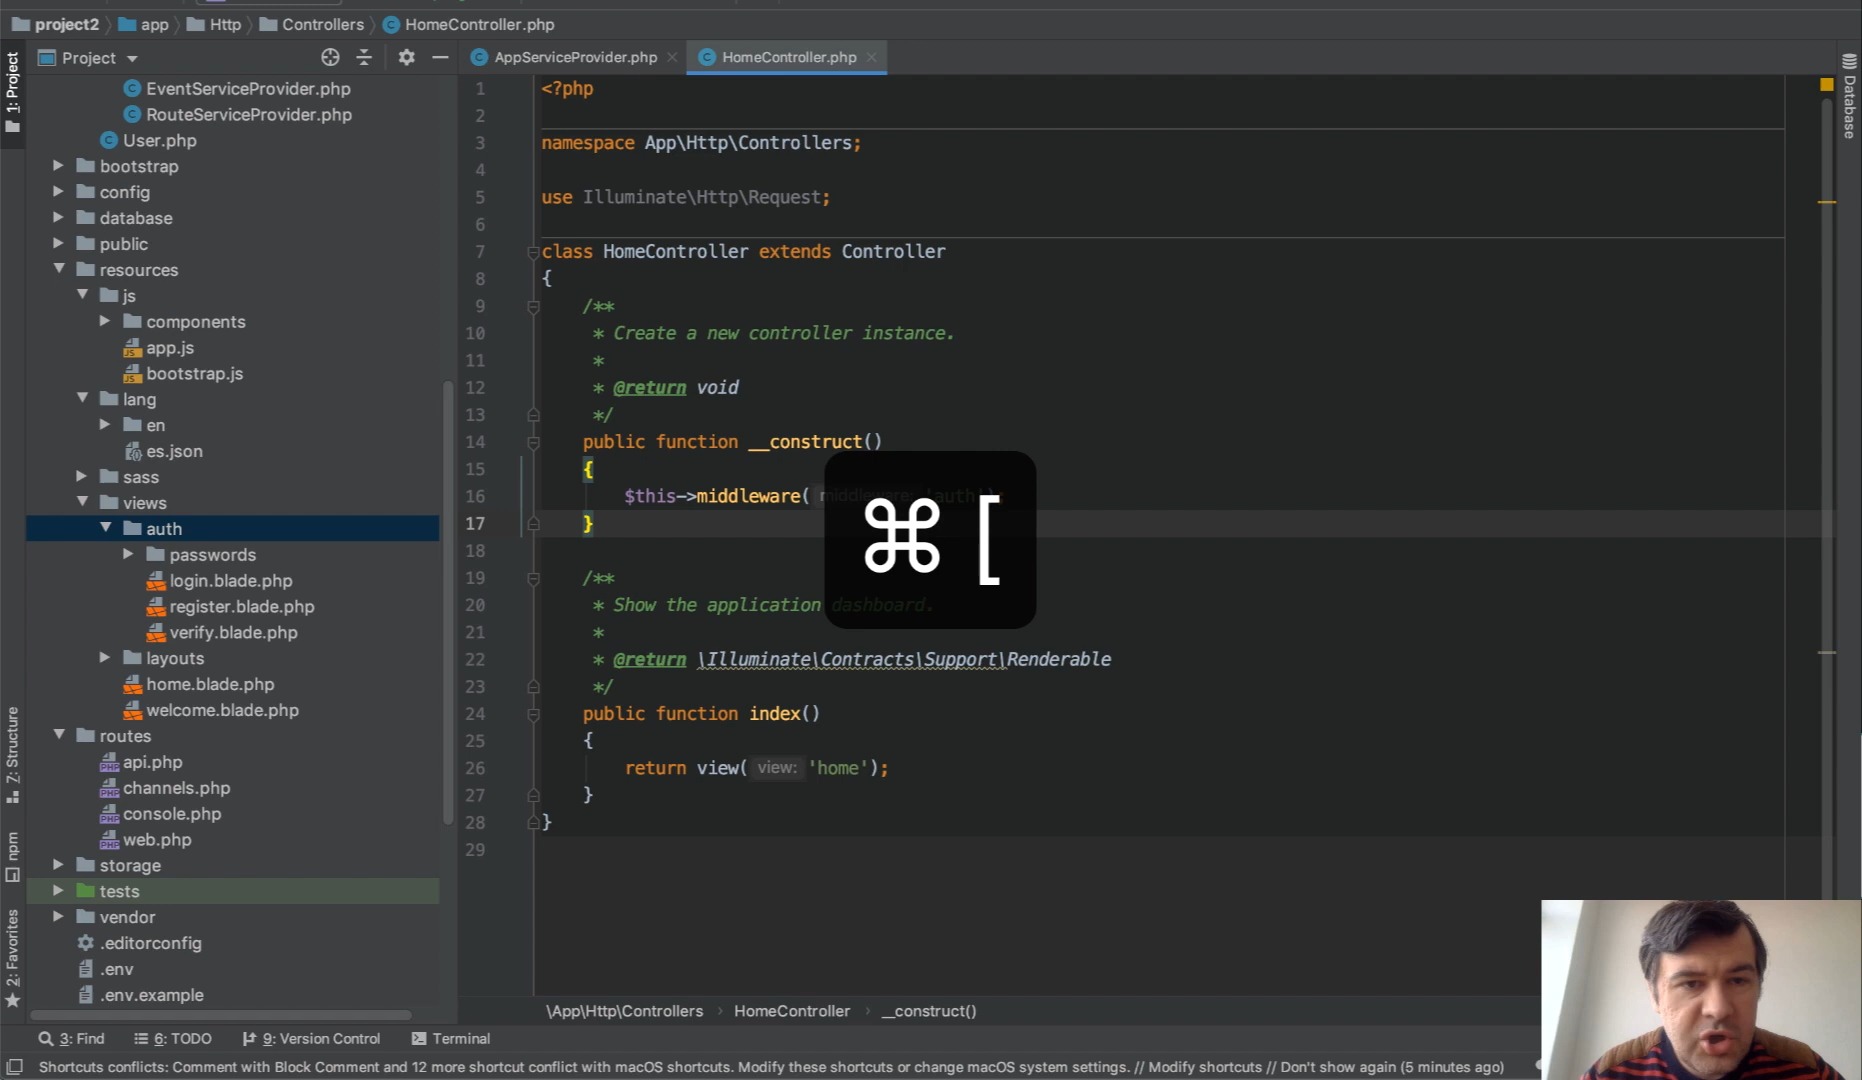 project2 app Http Controllers HomeController.php
1: Project
Project
EventServiceProvider.php
RouteServiceProvider.php
User.php
bootstrap
config
database
public
resources
js
components
app.js
bootstrap.js
lang
en
es.json
sass
views
auth
passwords
login.blade.php
register.blade.php
verify.blade.php
layouts
home.blade.php
welcome.blade.php
routes
api.php
channels.php
console.php
web.php
storage
tests
vendor
.editorconfig
.env
.env.example
7: Structure
npm
2: Favorites
AppServiceProvider.php HomeController.php
1 <?php
2
3 namespace App\Http\Controllers;
4
5 use Illuminate\Http\Request;
6
7 class HomeController extends Controller
8 {
9 /**
10 * Create a new controller instance.
11 *
12 * @return void
13 */
14 public function __construct()
15 {
16 $this->middleware( middleware: 'auth');
17 }
18
19 /**
20 * Show the application dashboard.
21 *
22 * @return \Illuminate\Contracts\Support\Renderable
23 */
24 public function index()
25 {
26 return view( view: 'home');
27 }
28 }
29
⌘ [
Database
\App\Http\Controllers › HomeController › __construct()
3: Find 6: TODO 9: Version Control Terminal
Shortcuts conflicts: Comment with Block Comment and 12 more shortcut conflict with macOS shortcuts. Modify these shortcuts or change macOS system settings. // Modify shortcuts // Don't show again (5 minutes ago)